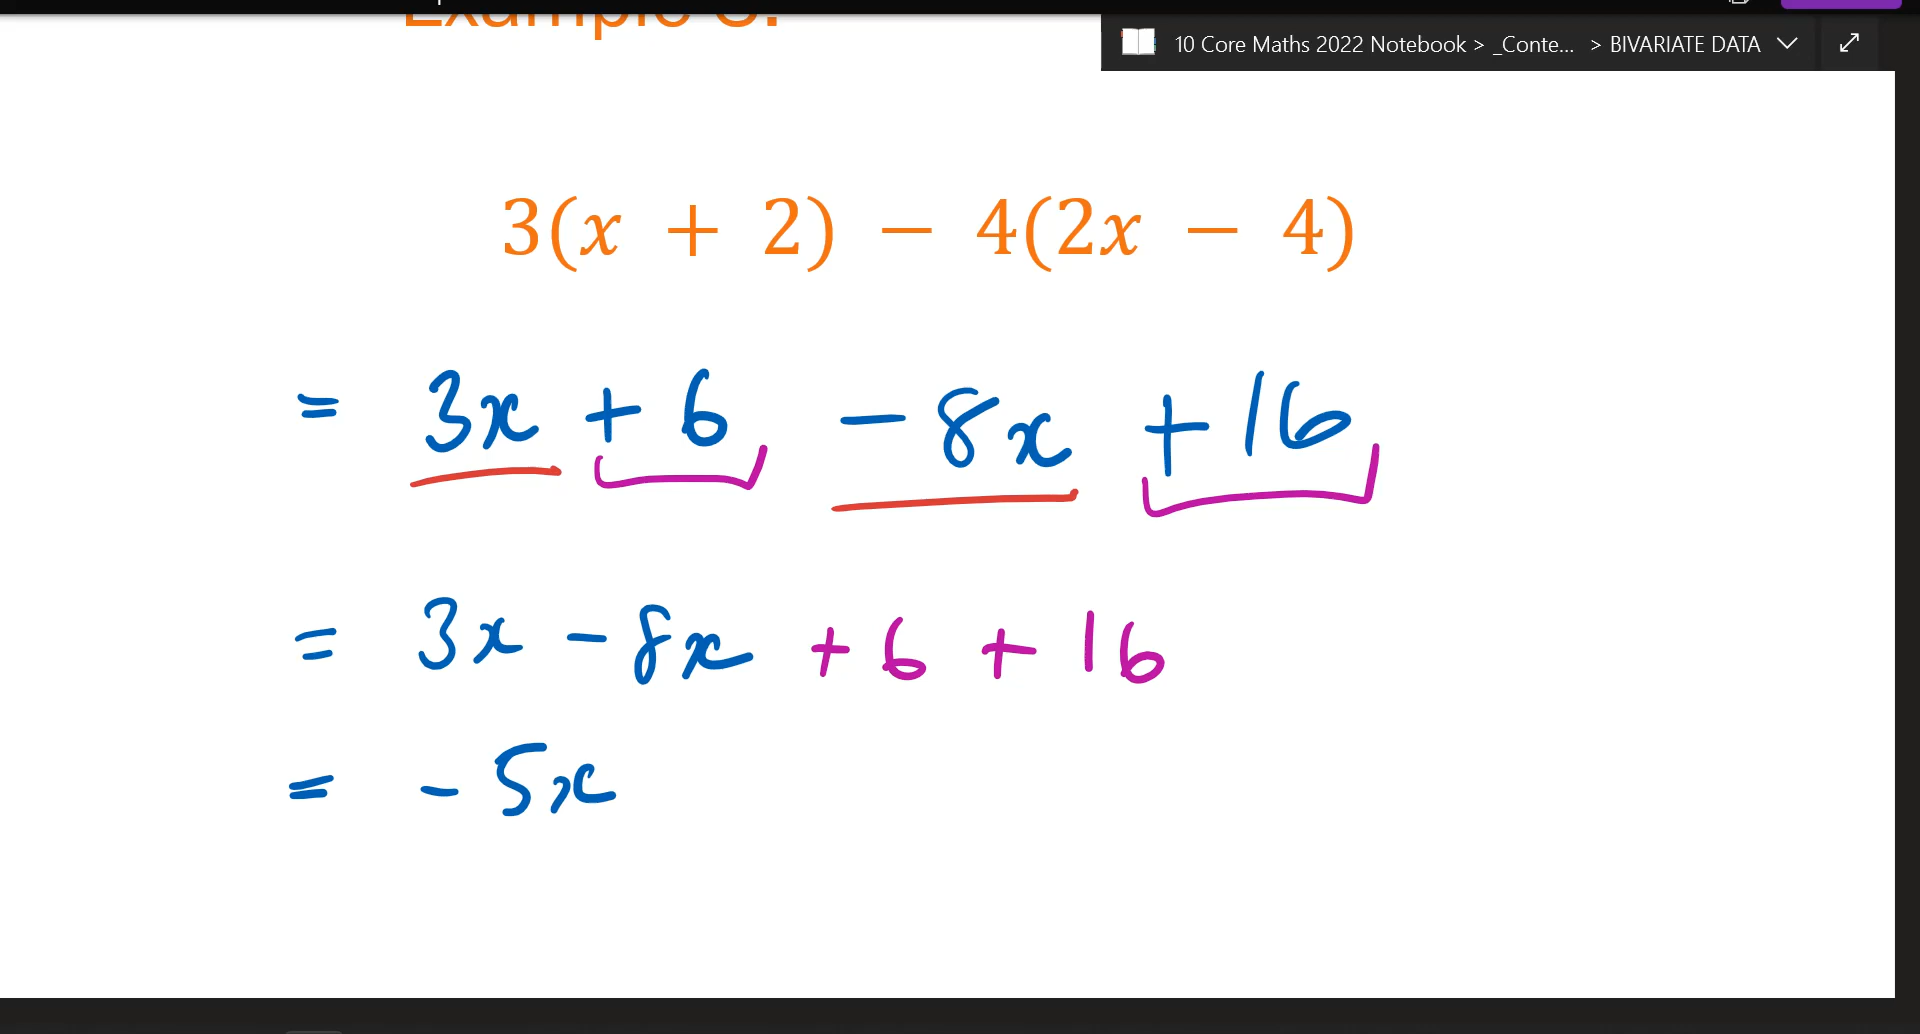 10 Core Maths 2022 Notebook > _Conte... > BIVARIATE DATA
3(x + 2) − 4(2x − 4)
= 3x + 6 − 8x + 16
= 3x − 8x + 6 + 16
= − 5x